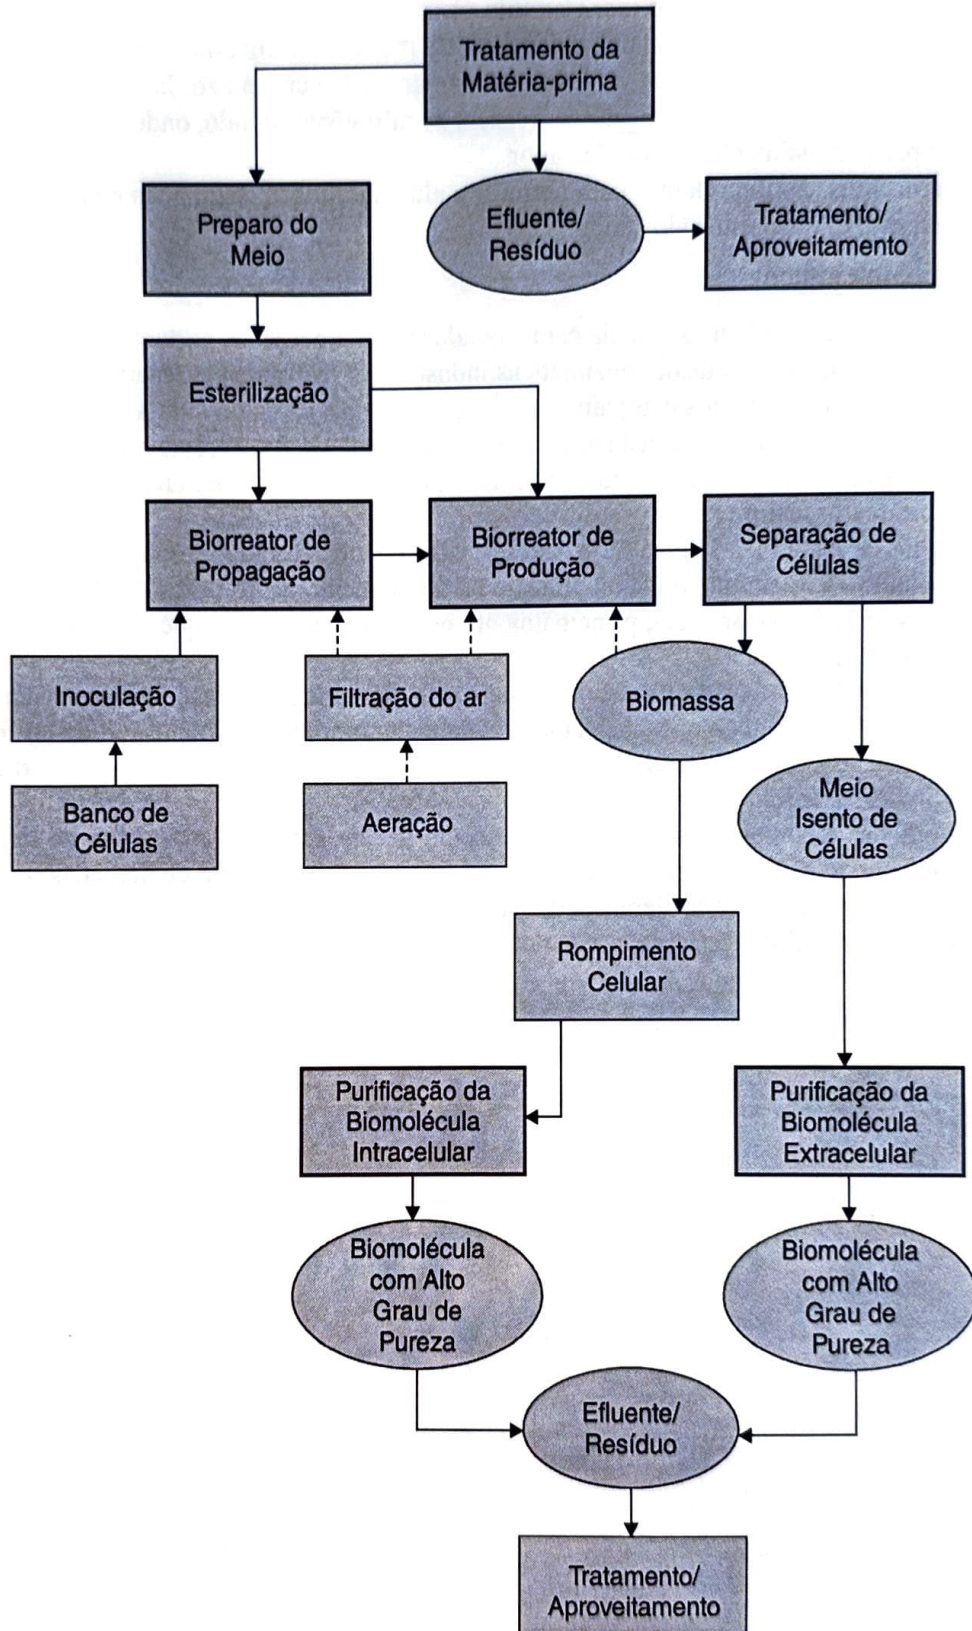 Tratamento da
Matéria-prima
Preparo do
Meio
Efluente/
Resíduo
Tratamento/
Aproveitamento
Esterilização
Biorreator de
Propagação
Biorreator de
Produção
Separação de
Células
Inoculação
Filtração do ar
Biomassa
Banco de
Células
Aeração
Meio
Isento de
Células
Rompimento
Celular
Purificação da
Biomolécula
Intracelular
Purificação da
Biomolécula
Extracelular
Biomolécula
com Alto
Grau de
Pureza
Biomolécula
com Alto
Grau de
Pureza
Efluente/
Resíduo
Tratamento/
Aproveitamento